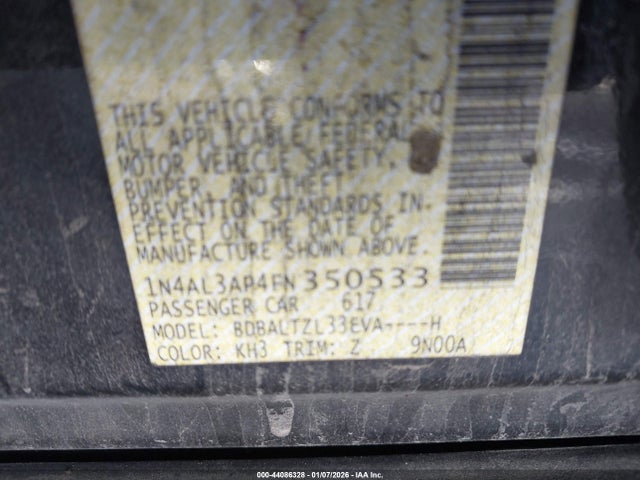 THIS VEHICLE CONFORMS TO
ALL APPLICABLE FEDERAL
MOTOR VEHICLE SAFETY,
BUMPER, AND THEFT
PREVENTION STANDARDS IN
EFFECT ON THE DATE OF
MANUFACTURE SHOWN ABOVE.
1N4AL3AP4FN350533
PASSENGER CAR 617
MODEL: BDBALTZL33EVA----H
COLOR: KH3 TRIM: Z 9N00A
000-44086328 - 01/07/2026 - IAA Inc.